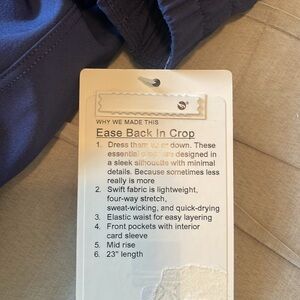 WHY WE MADE THIS
Ease Back In Crop
1. Dress them up or down. These
essential pants are designed in
a sleek silhouette with minimal
details. Because sometimes less
really is more
2. Swift fabric is lightweight,
four-way stretch,
sweat-wicking, and quick-drying
3. Elastic waist for easy layering
4. Front pockets with interior
card sleeve
5. Mid rise
6. 23" length